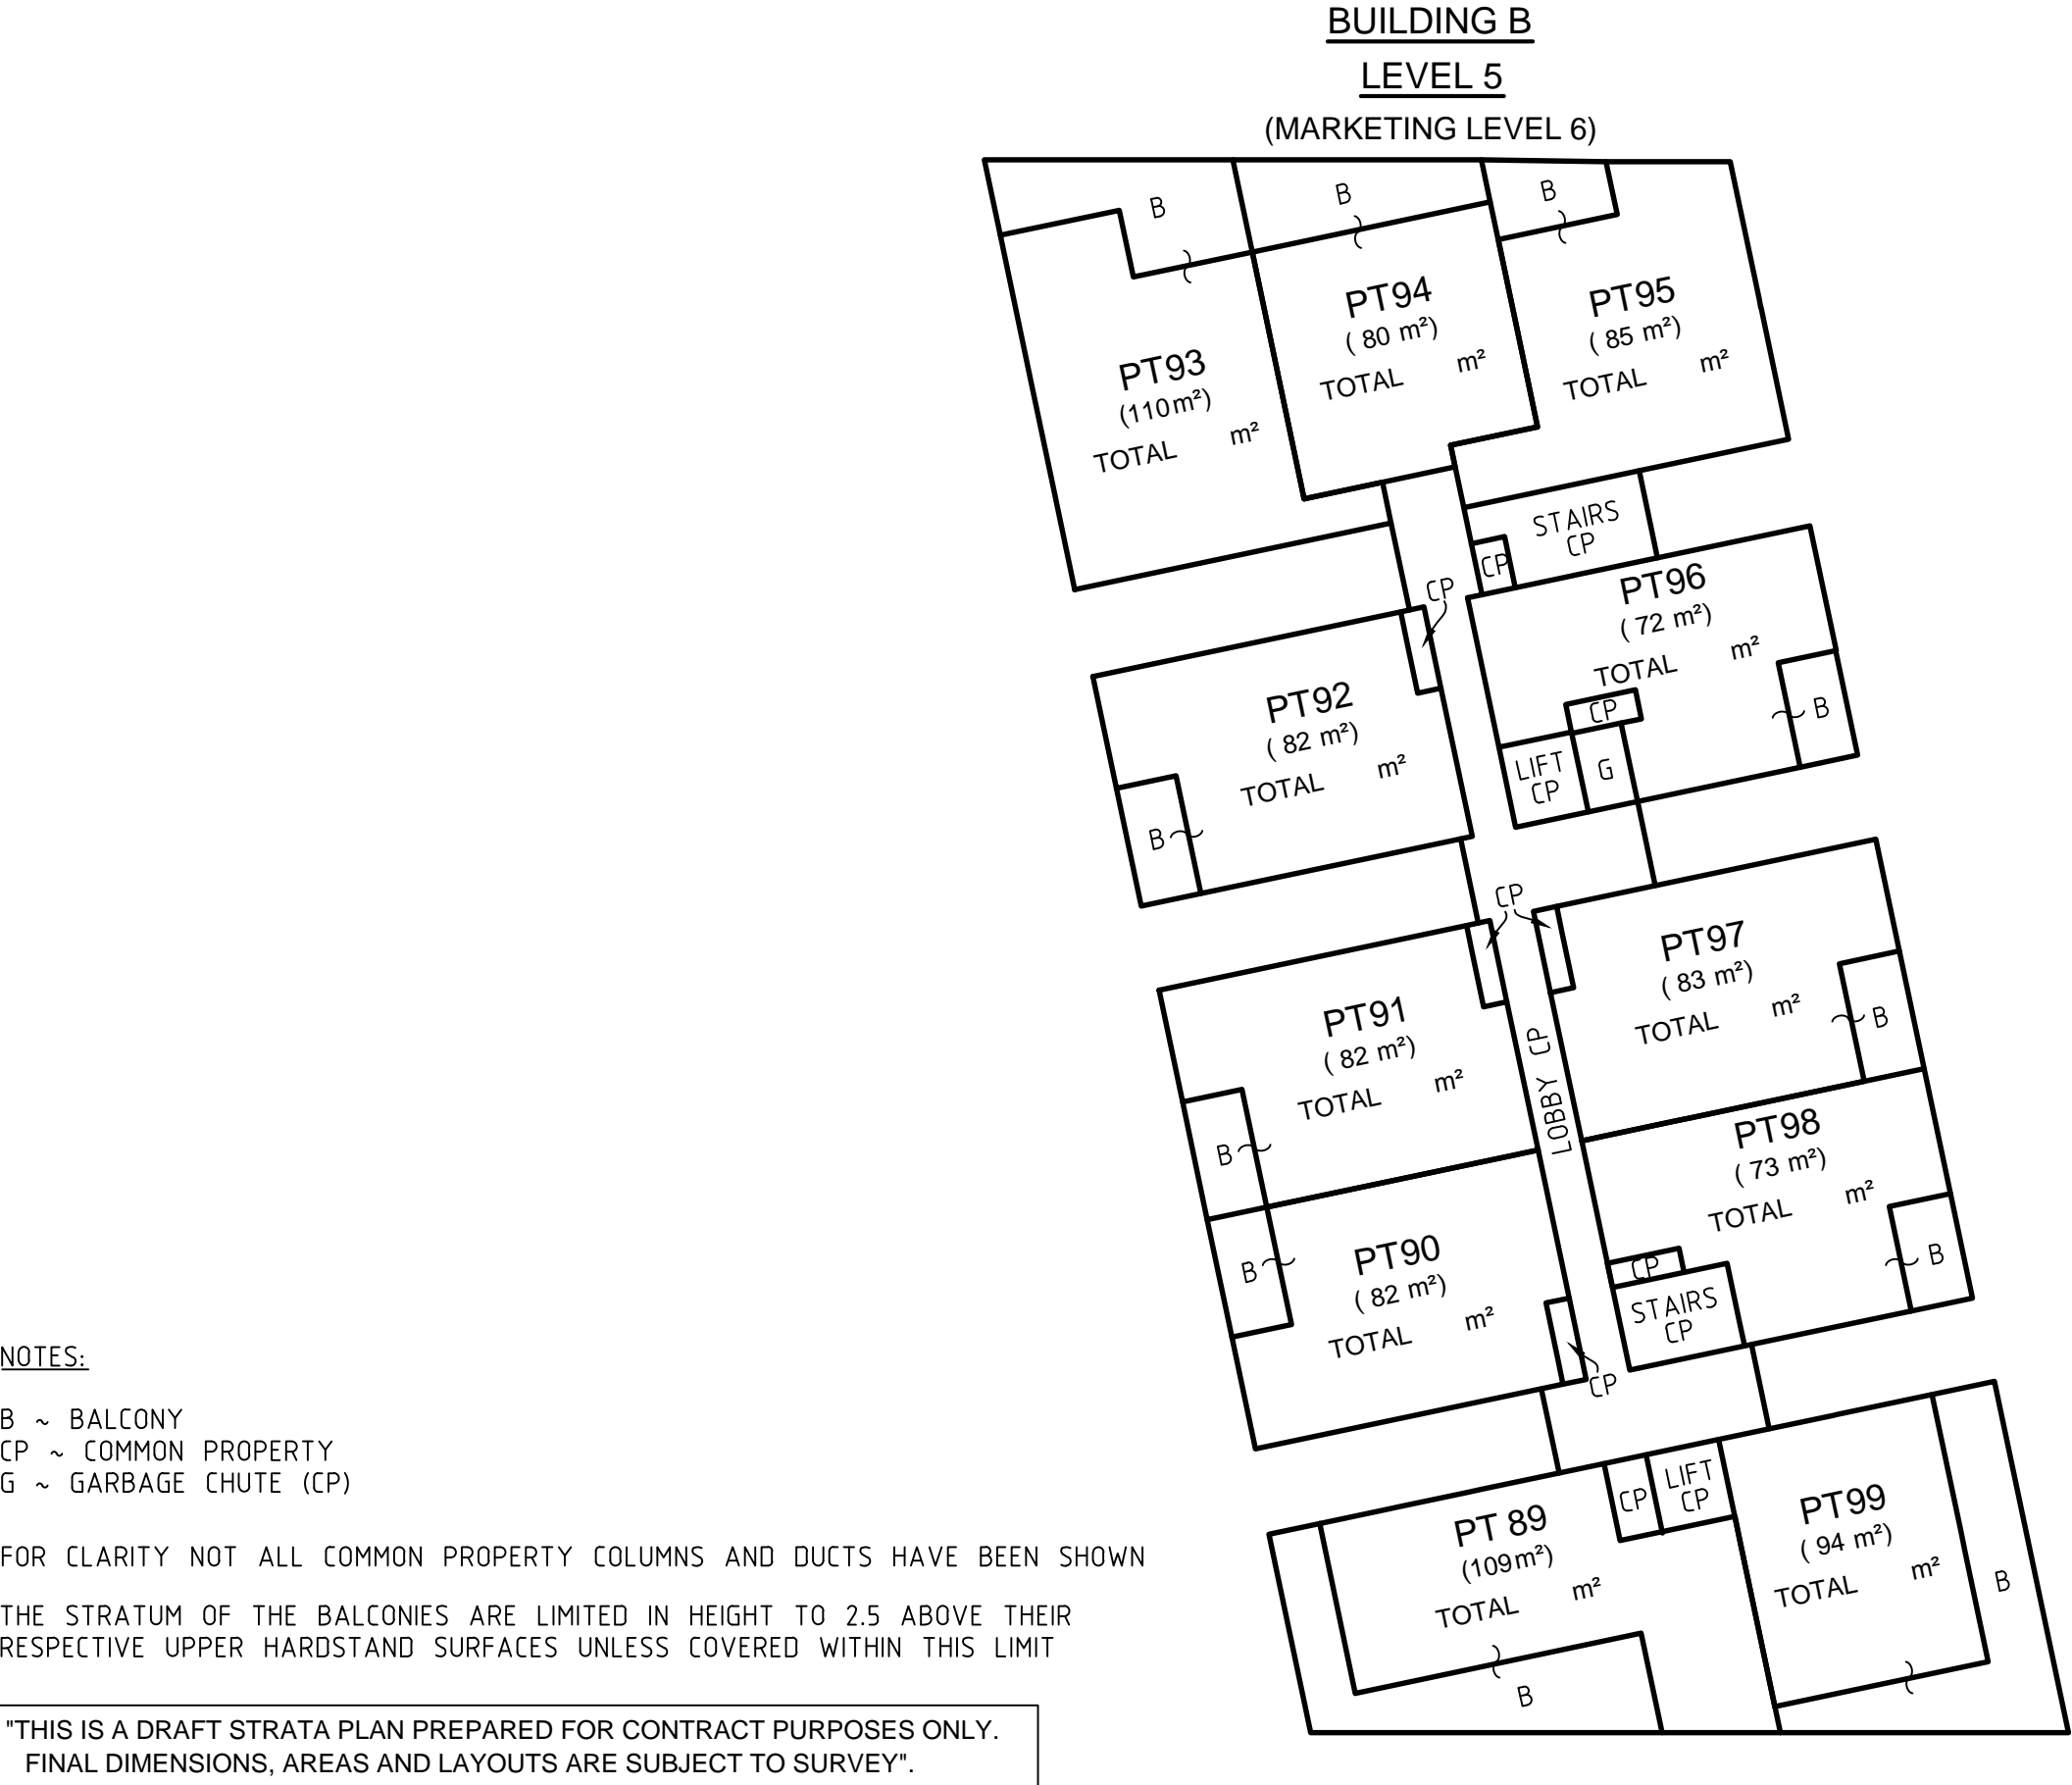 BUILDING B
LEVEL 5
(MARKETING LEVEL 6)
B
B
B
PT93
(110m²)
TOTAL m²
PT94
( 80 m²)
TOTAL m²
PT95
( 85 m²)
TOTAL m²
STAIRS
CP
CP
CP
PT96
( 72 m²)
TOTAL m²
CP
LIFT
CP
G
B
PT92
( 82 m²)
TOTAL m²
B
CP
PT91
( 82 m²)
TOTAL m²
B
PT97
( 83 m²)
TOTAL m²
B
LOBBY CP
PT98
( 73 m²)
TOTAL m²
B
CP
STAIRS
CP
PT90
( 82 m²)
TOTAL m²
B
CP
PT 89
(109m²)
TOTAL m²
B
CP
LIFT
CP
PT99
( 94 m²)
TOTAL m²
B
NOTES:
B ~ BALCONY
CP ~ COMMON PROPERTY
G ~ GARBAGE CHUTE (CP)
FOR CLARITY NOT ALL COMMON PROPERTY COLUMNS AND DUCTS HAVE BEEN SHOWN
THE STRATUM OF THE BALCONIES ARE LIMITED IN HEIGHT TO 2.5 ABOVE THEIR
RESPECTIVE UPPER HARDSTAND SURFACES UNLESS COVERED WITHIN THIS LIMIT
"THIS IS A DRAFT STRATA PLAN PREPARED FOR CONTRACT PURPOSES ONLY.
FINAL DIMENSIONS, AREAS AND LAYOUTS ARE SUBJECT TO SURVEY".